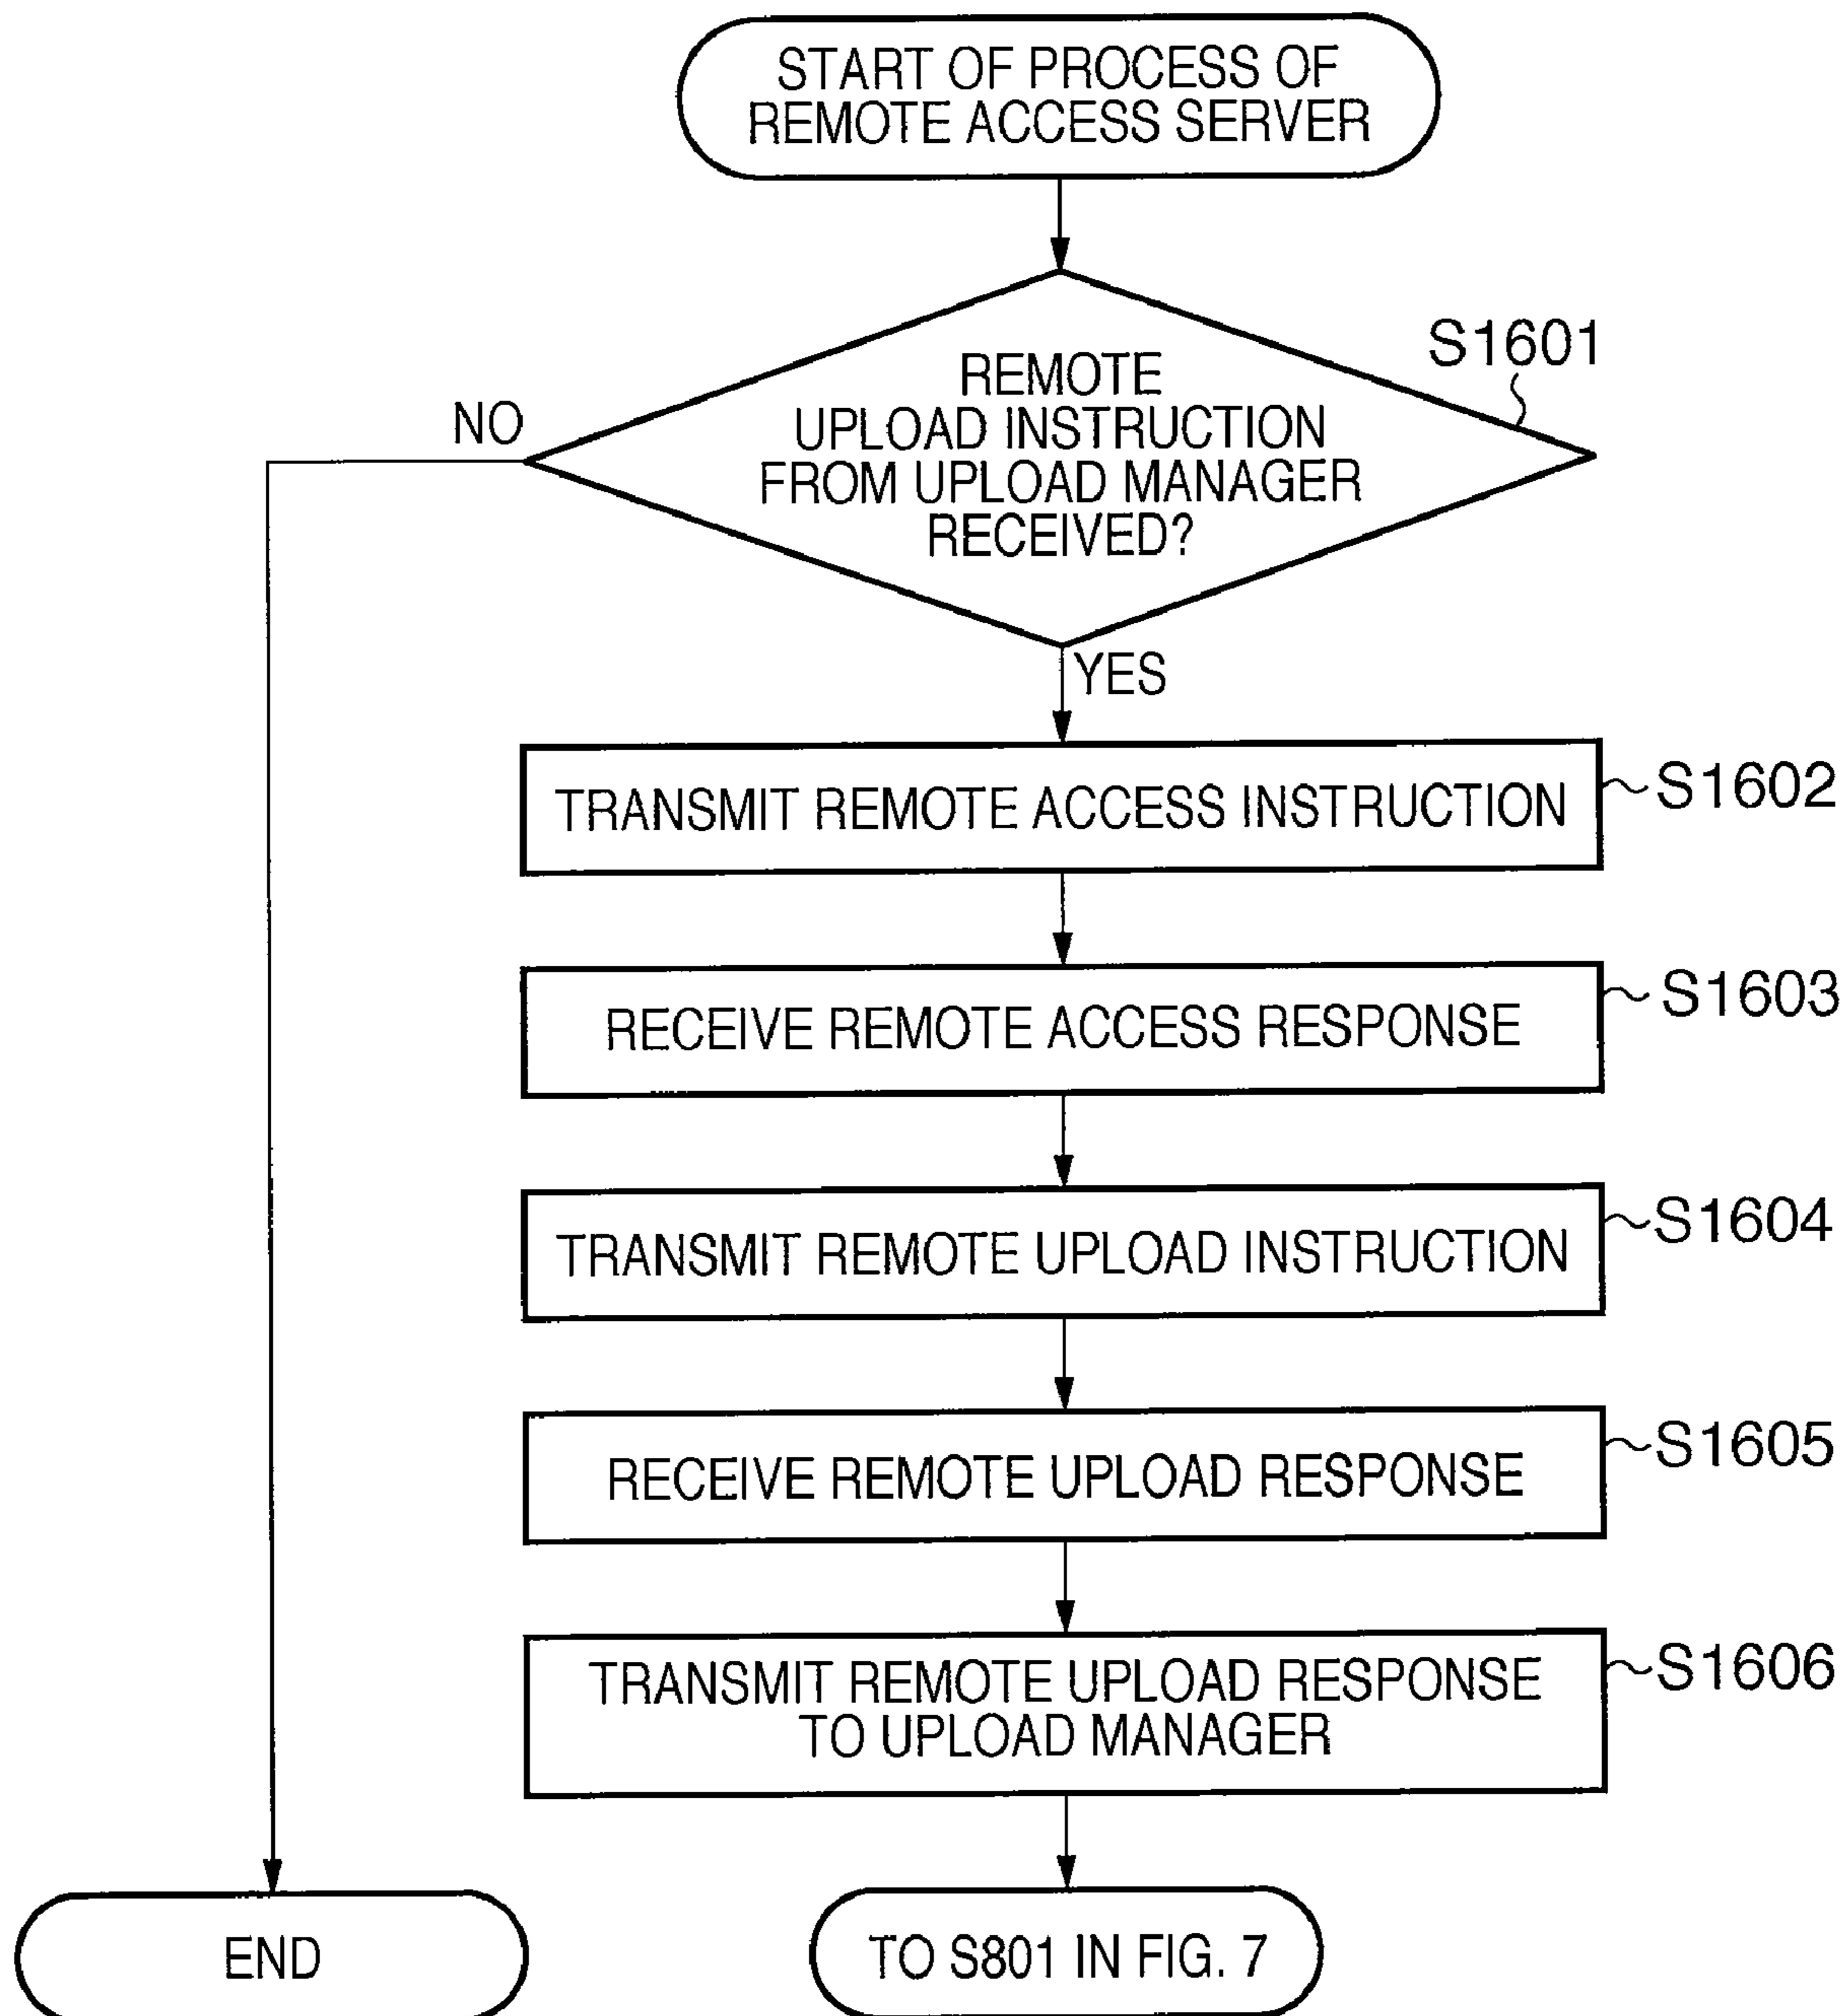 START OF PROCESS OF
REMOTE ACCESS SERVER
S1601
REMOTE
UPLOAD INSTRUCTION
FROM UPLOAD MANAGER
RECEIVED?
NO
YES
TRANSMIT REMOTE ACCESS INSTRUCTION
S1602
RECEIVE REMOTE ACCESS RESPONSE
S1603
TRANSMIT REMOTE UPLOAD INSTRUCTION
S1604
RECEIVE REMOTE UPLOAD RESPONSE
S1605
TRANSMIT REMOTE UPLOAD RESPONSE
TO UPLOAD MANAGER
S1606
END
TO S801 IN FIG. 7